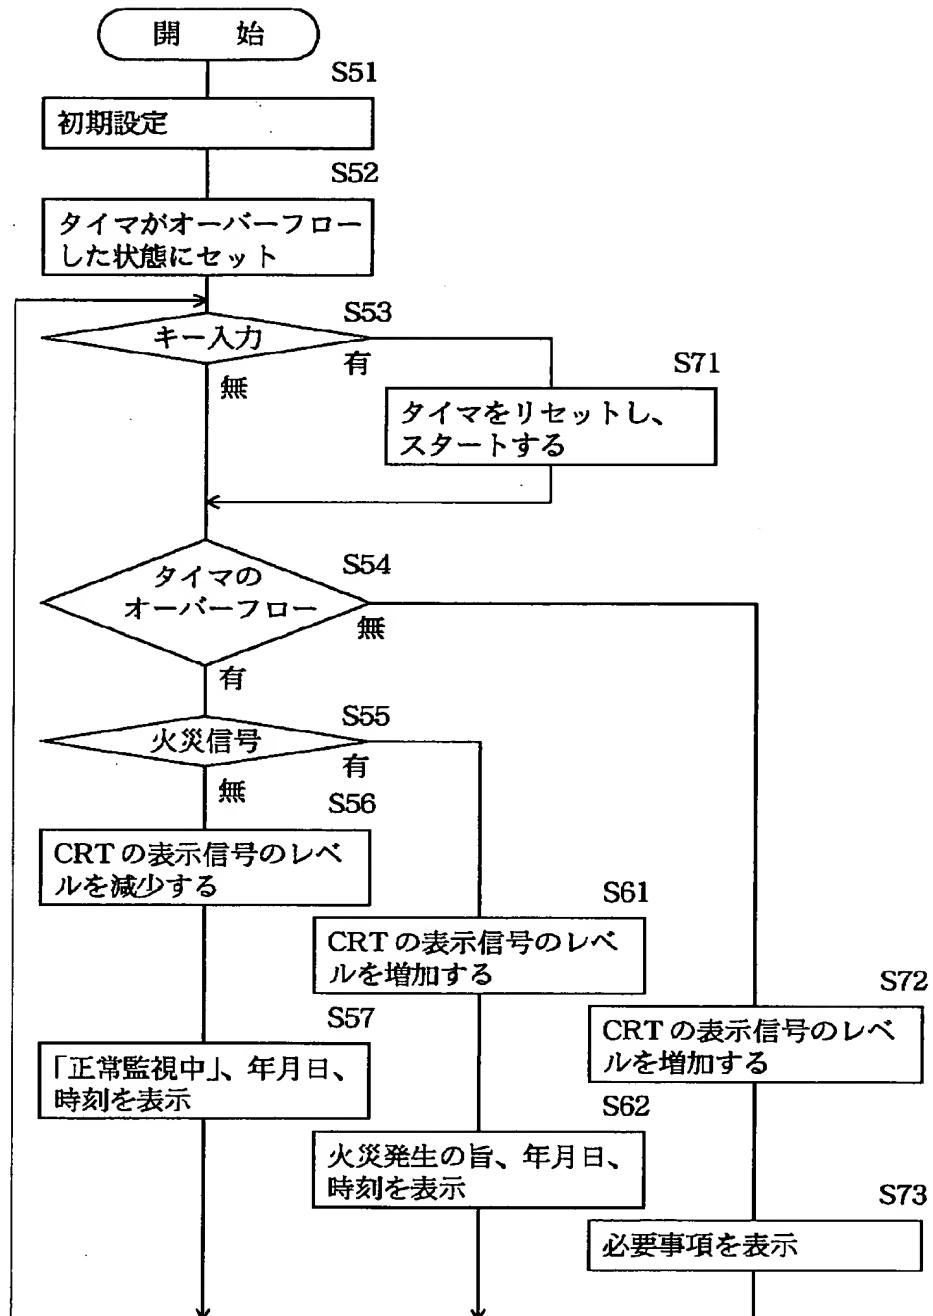 開 始
S51
初期設定
S52
タイマがオーバーフロー
した状態にセット
S53
キー入力
有
無
S71
タイマをリセットし、
スタートする
S54
タイマの
オーバーフロー
無
有
S55
火災信号
有
無
S56
CRTの表示信号のレベ
ルを減少する
S61
CRTの表示信号のレベ
ルを増加する
S72
CRTの表示信号のレベ
ルを増加する
S57
「正常監視中」、年月日、
時刻を表示
S62
火災発生の旨、年月日、
時刻を表示
S73
必要事項を表示